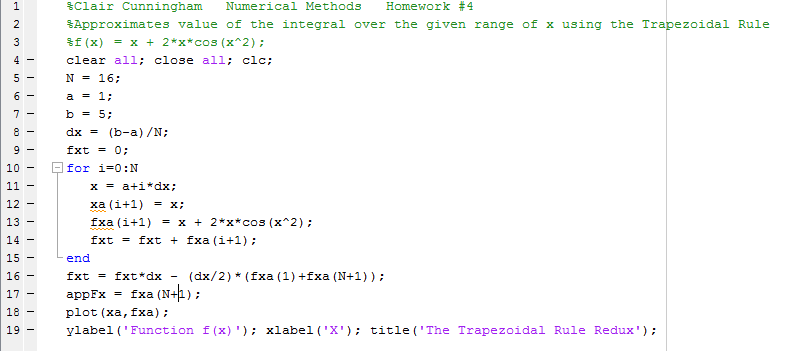 1 %Clair Cunningham   Numerical Methods   Homework #4
2 %Approximates value of the integral over the given range of x using the Trapezoidal Rule
3 %f(x) = x + 2*x*cos(x^2);
4 - clear all; close all; clc;
5 - N = 16;
6 - a = 1;
7 - b = 5;
8 - dx = (b-a)/N;
9 - fxt = 0;
10 - for i=0:N
11 - x = a+i*dx;
12 - xa(i+1) = x;
13 - fxa(i+1) = x + 2*x*cos(x^2);
14 - fxt = fxt + fxa(i+1);
15 - end
16 - fxt = fxt*dx - (dx/2)*(fxa(1)+fxa(N+1));
17 - appFx = fxa(N+1);
18 - plot(xa,fxa);
19 - ylabel('Function f(x)'); xlabel('X'); title('The Trapezoidal Rule Redux');